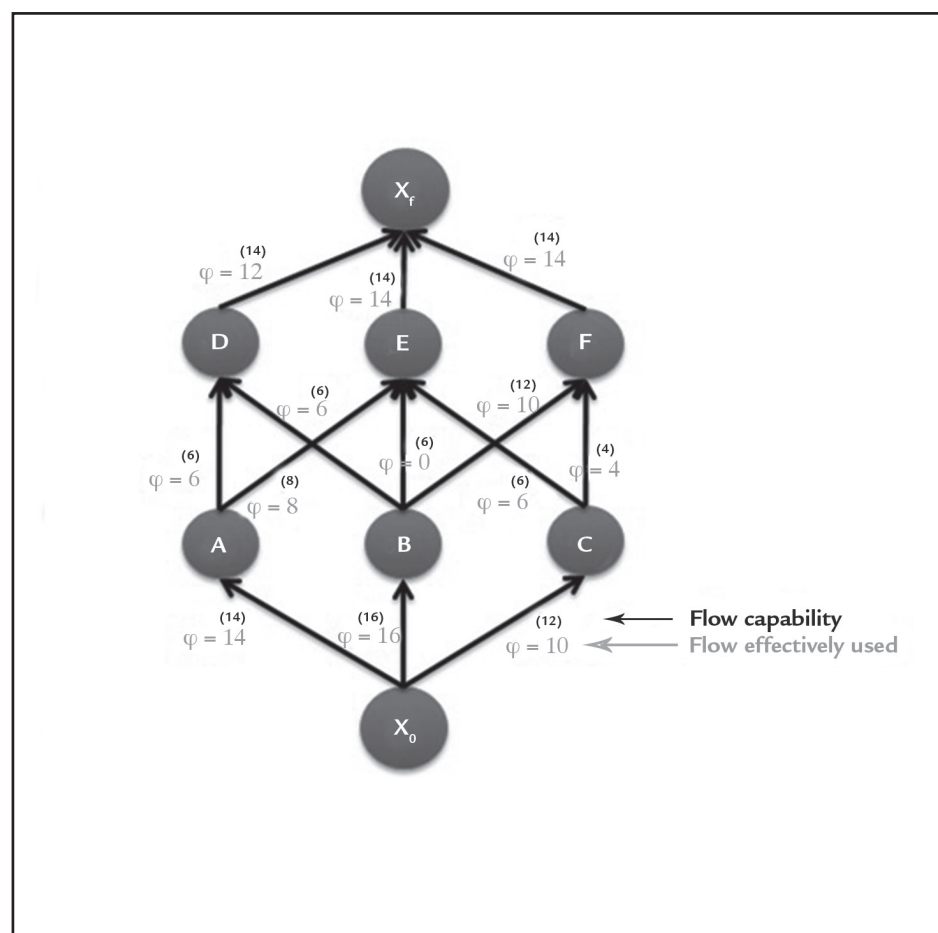 X_f
(14)
φ = 12
(14)
φ = 14
(14)
φ = 14
D
E
F
(6)
φ = 6
(12)
φ = 10
(6)
φ = 6
(8)
φ = 8
(6)
φ = 0
(6)
φ = 6
(4)
φ = 4
A
B
C
(14)
φ = 14
(16)
φ = 16
(12)
φ = 10
Flow capability
Flow effectively used
X_0